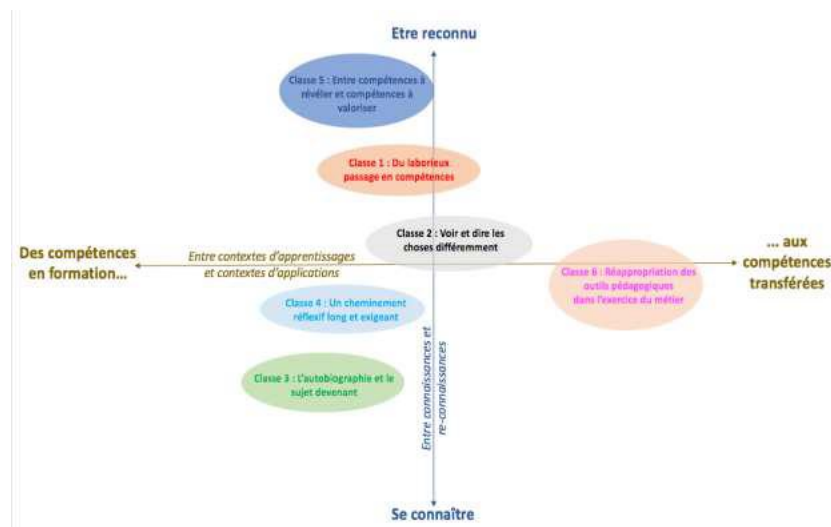 Etre reconnu
Classe 5 : Entre compétences à
révéler et compétences à
valoriser
Classe 1 : Du laborieux
passage en compétences
Classe 2 : Voir et dire les
choses différemment
Des compétences
en formation...
Entre contextes d'apprentissages
et contextes d'applications
... aux
compétences
transférées
Classe 6 : Réappropriation des
outils pédagogiques
dans l'exercice du métier
Classe 4 : Un cheminement
réflexif long et exigeant
Classe 3 : L'autobiographie et le
sujet devenant
Entre connaissances et
re-connaissances
Se connaître